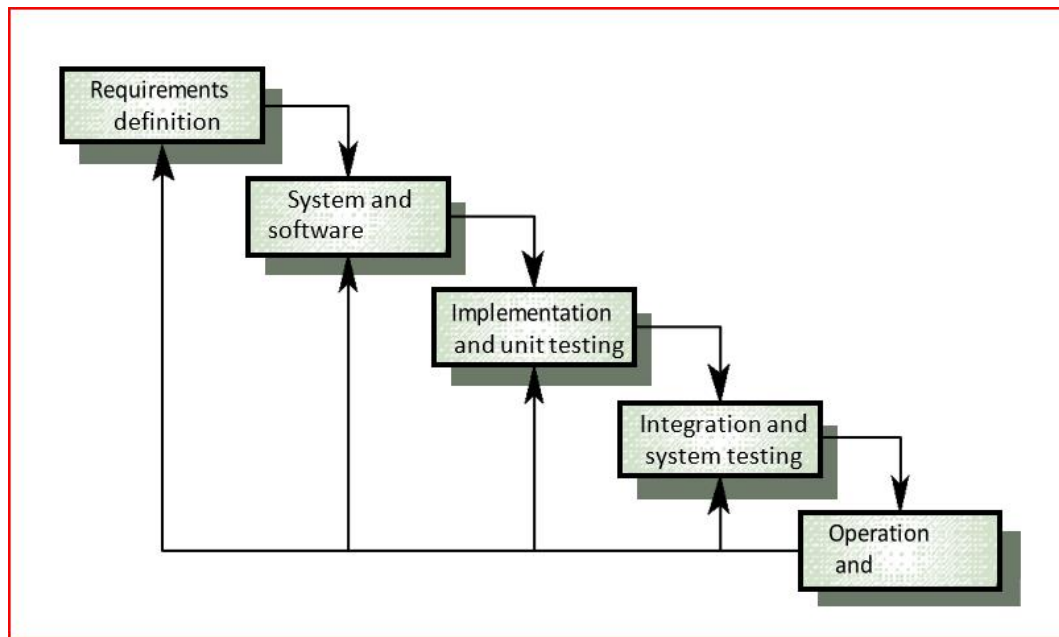 Requirements
definition
System and
software
Implementation
and unit testing
Integration and
system testing
Operation
and